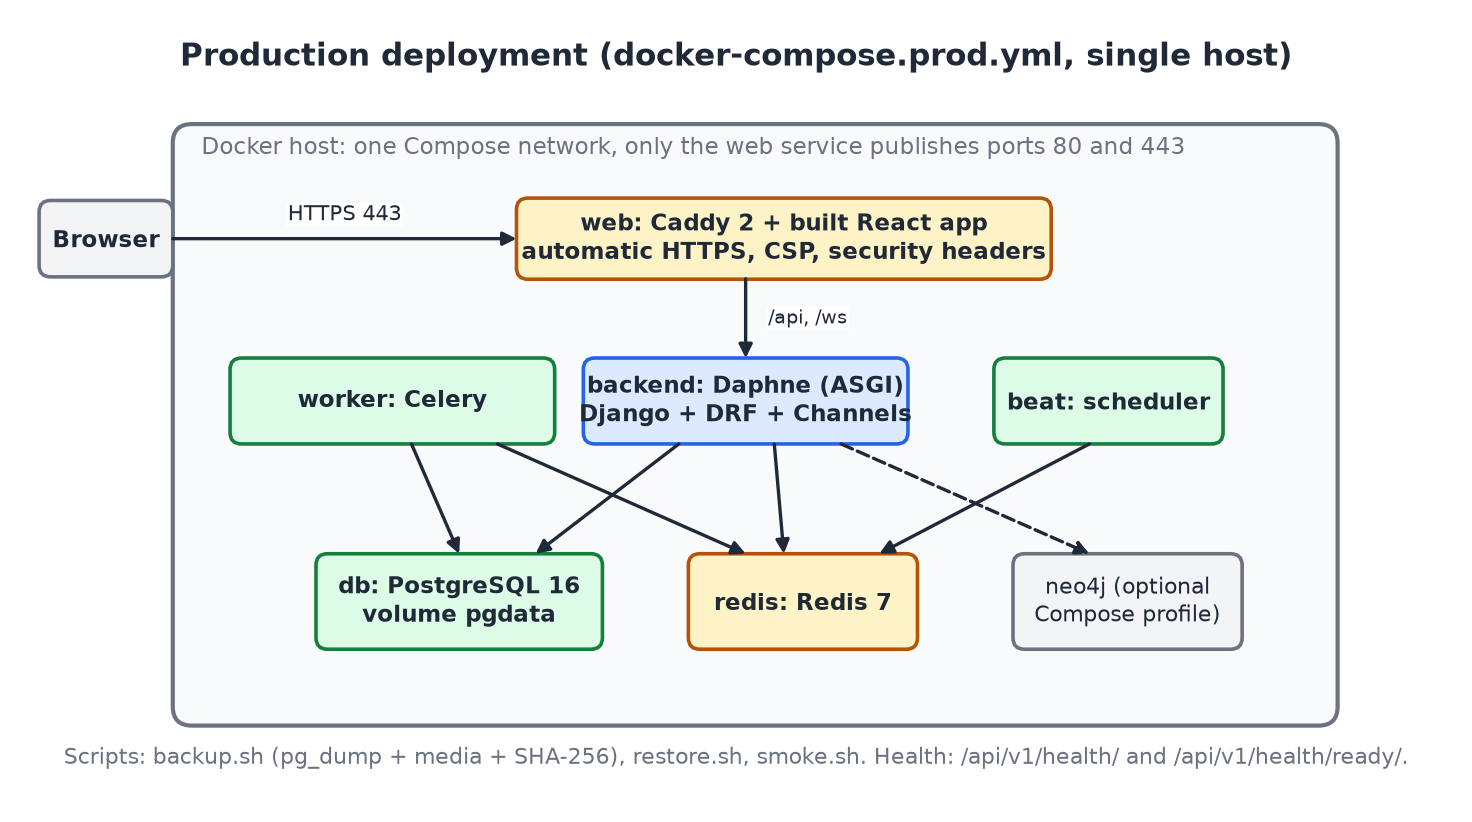 Production deployment (docker-compose.prod.yml, single host)
Docker host: one Compose network, only the web service publishes ports 80 and 443
Browser
HTTPS 443
web: Caddy 2 + built React app
automatic HTTPS, CSP, security headers
/api, /ws
worker: Celery
backend: Daphne (ASGI)
Django + DRF + Channels
beat: scheduler
db: PostgreSQL 16
volume pgdata
redis: Redis 7
neo4j (optional
Compose profile)
Scripts: backup.sh (pg_dump + media + SHA-256), restore.sh, smoke.sh. Health: /api/v1/health/ and /api/v1/health/ready/.